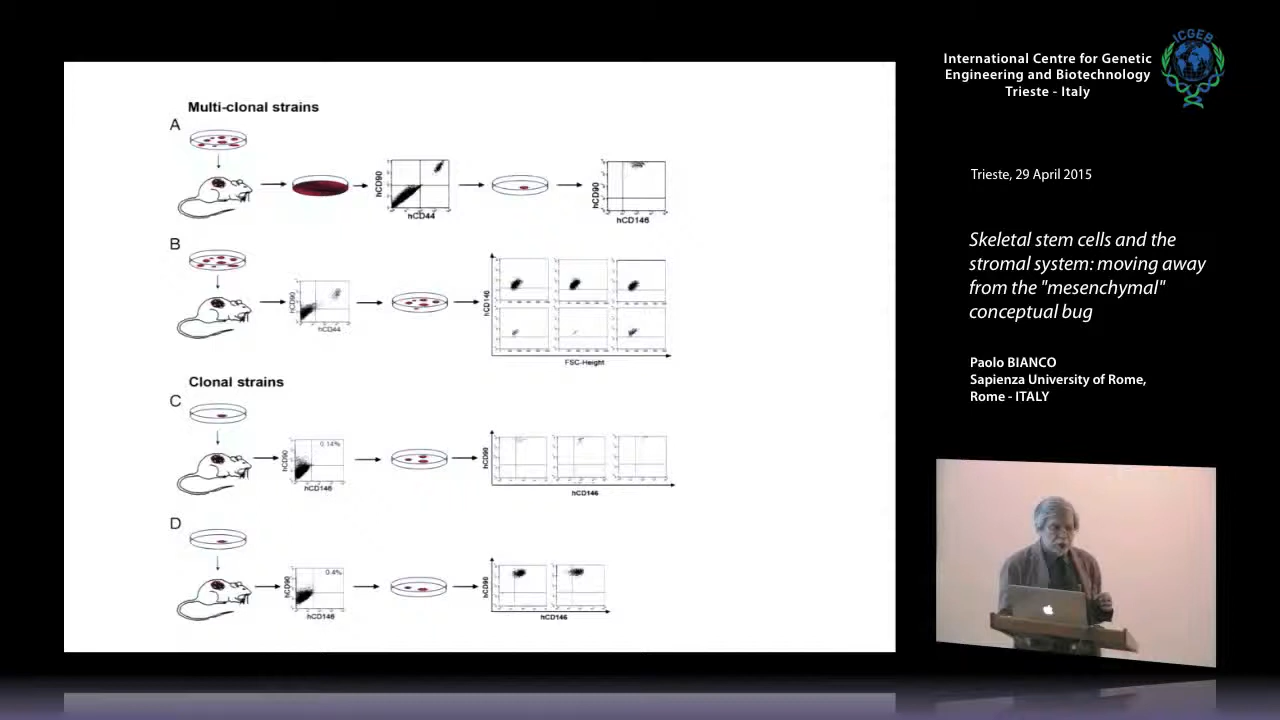 Multi-clonal strains
A
hCD90
hCD44
hCD90
hCD146
B
hCD90
hCD44
CD146
FSC-Height
Clonal strains
C
hCD90
0.14%
hCD146
hCD90
hCD146
D
hCD90
0.4%
hCD146
hCD90
hCD146
ICGEB
International Centre for Genetic
Engineering and Biotechnology
Trieste - Italy
Trieste, 29 April 2015
Skeletal stem cells and the
stromal system: moving away
from the "mesenchymal"
conceptual bug
Paolo BIANCO
Sapienza University of Rome,
Rome - ITALY